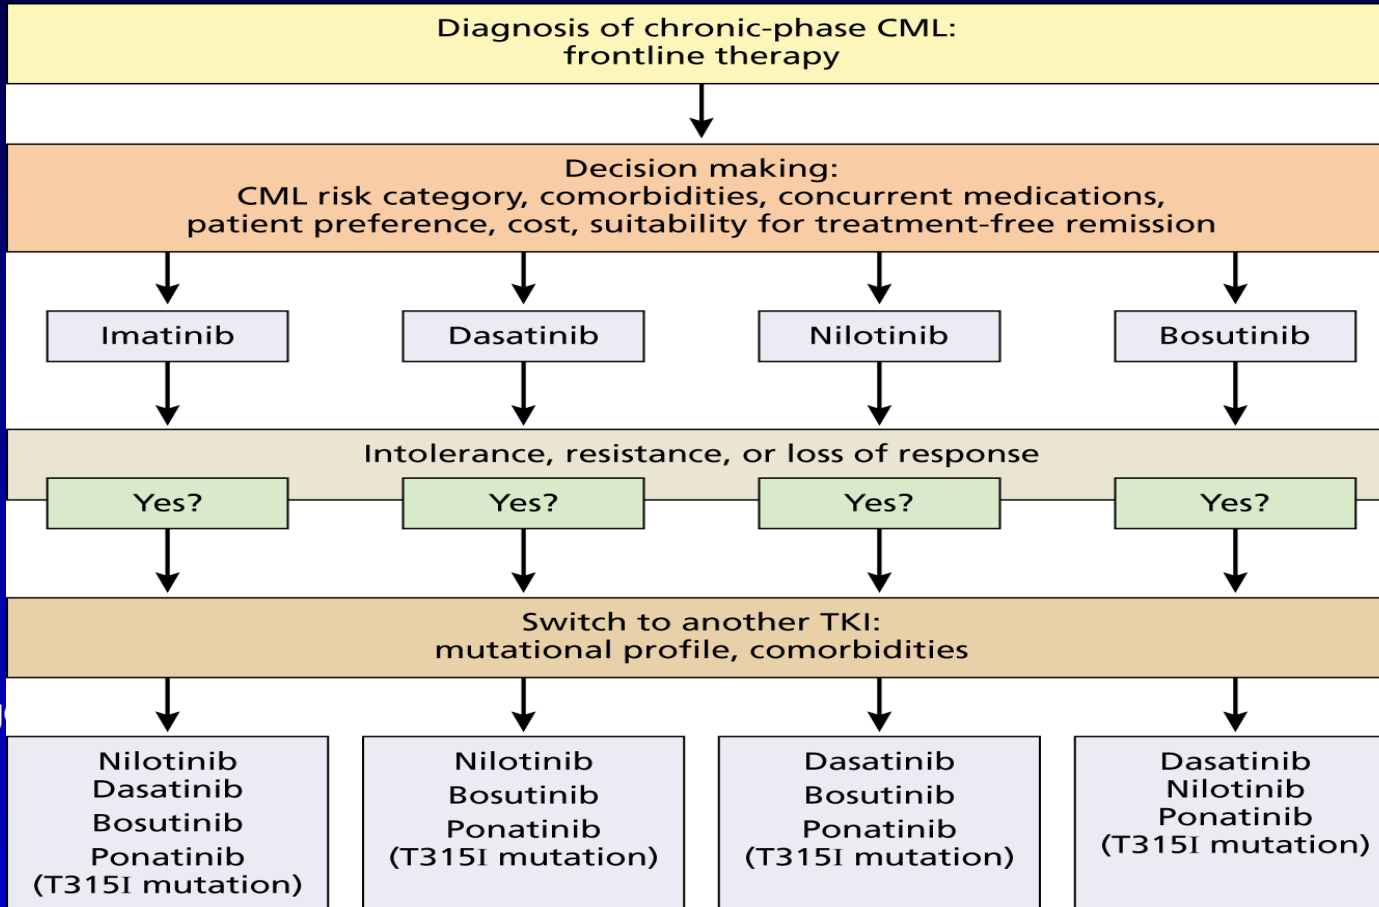 Diagnosis of chronic-phase CML:
frontline therapy
Decision making:
CML risk category, comorbidities, concurrent medications,
patient preference, cost, suitability for treatment-free remission
Imatinib
Dasatinib
Nilotinib
Bosutinib
Intolerance, resistance, or loss of response
Yes?
Yes?
Yes?
Yes?
Switch to another TKI:
mutational profile, comorbidities
Nilotinib
Dasatinib
Bosutinib
Ponatinib
(T315I mutation)
Nilotinib
Bosutinib
Ponatinib
(T315I mutation)
Dasatinib
Bosutinib
Ponatinib
(T315I mutation)
Dasatinib
Nilotinib
Ponatinib
(T315I mutation)